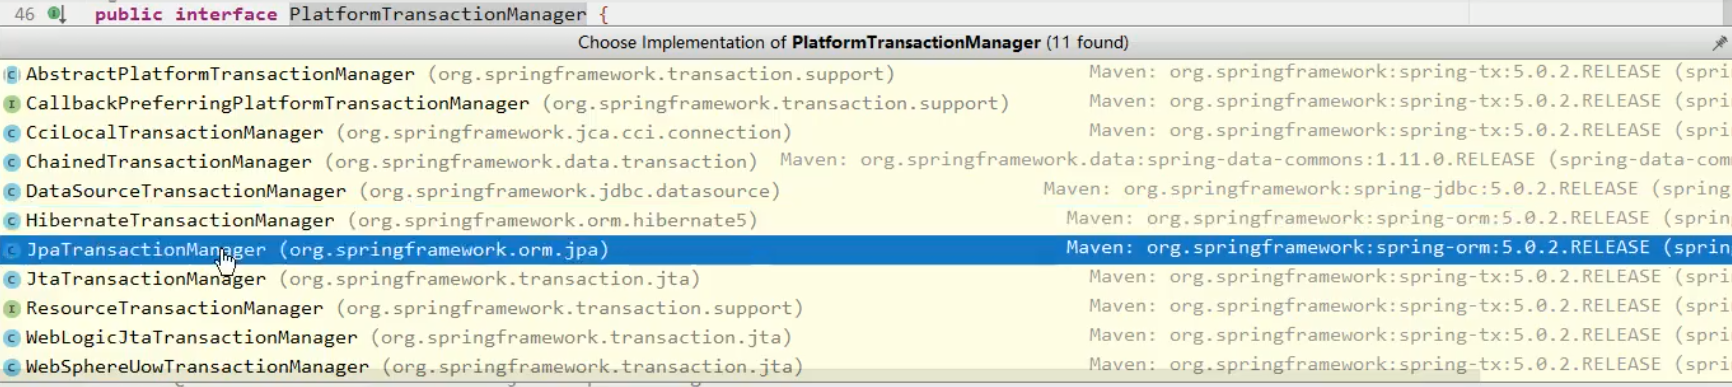 46 public interface PlatformTransactionManager {
Choose Implementation of PlatformTransactionManager (11 found)
AbstractPlatformTransactionManager (org.springframework.transaction.support) Maven: org.springframework:spring-tx:5.0.2.RELEASE (spri
CallbackPreferringPlatformTransactionManager (org.springframework.transaction.support) Maven: org.springframework:spring-tx:5.0.2.RELEASE (spri
CciLocalTransactionManager (org.springframework.jca.cci.connection) Maven: org.springframework:spring-tx:5.0.2.RELEASE (spri
ChainedTransactionManager (org.springframework.data.transaction) Maven: org.springframework.data:spring-data-commons:1.11.0.RELEASE (spring-data-com
DataSourceTransactionManager (org.springframework.jdbc.datasource) Maven: org.springframework:spring-jdbc:5.0.2.RELEASE (spring
HibernateTransactionManager (org.springframework.orm.hibernate5) Maven: org.springframework:spring-orm:5.0.2.RELEASE (sprin
JpaTransactionManager (org.springframework.orm.jpa) Maven: org.springframework:spring-orm:5.0.2.RELEASE (sprin
JtaTransactionManager (org.springframework.transaction.jta) Maven: org.springframework:spring-tx:5.0.2.RELEASE (spri
ResourceTransactionManager (org.springframework.transaction.support) Maven: org.springframework:spring-tx:5.0.2.RELEASE (spri
WebLogicJtaTransactionManager (org.springframework.transaction.jta) Maven: org.springframework:spring-tx:5.0.2.RELEASE (spri
WebSphereUowTransactionManager (org.springframework.transaction.jta) Maven: org.springframework:spring-tx:5.0.2.RELEASE (spri